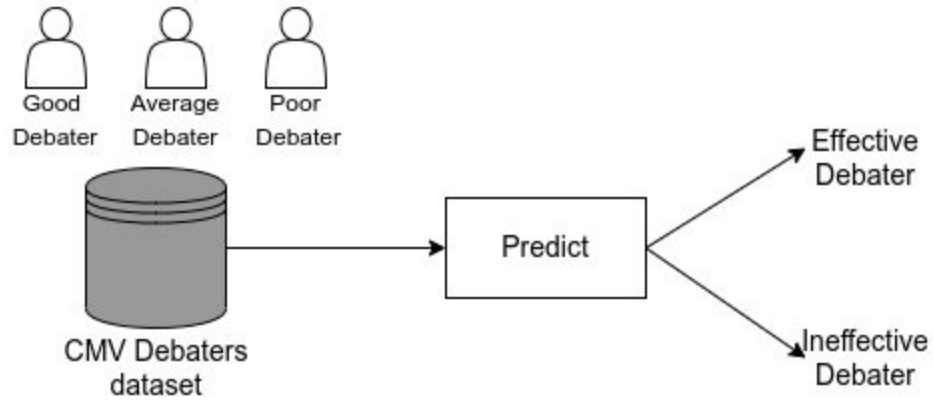 Good
Debater
Average
Debater
Poor
Debater
CMV Debaters
dataset
Predict
Effective
Debater
Ineffective
Debater